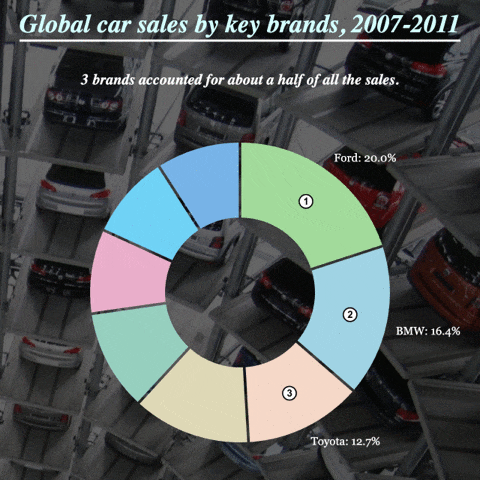 Global car sales by key brands, 2007-2011
3 brands accounted for about a half of all the sales.
Ford: 20.0%
1
2
BMW: 16.4%
3
Toyota: 12.7%